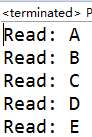 <terminated> P
Read: A
Read: B
Read: C
Read: D
Read: E